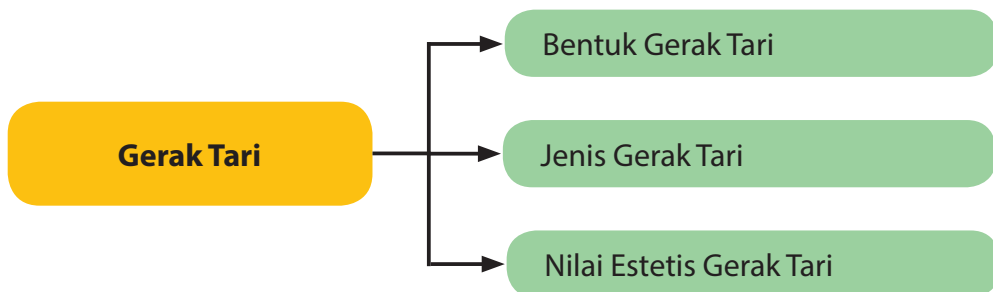 Bentuk Gerak Tari
Gerak Tari
Jenis Gerak Tari
Nilai Estetis Gerak Tari